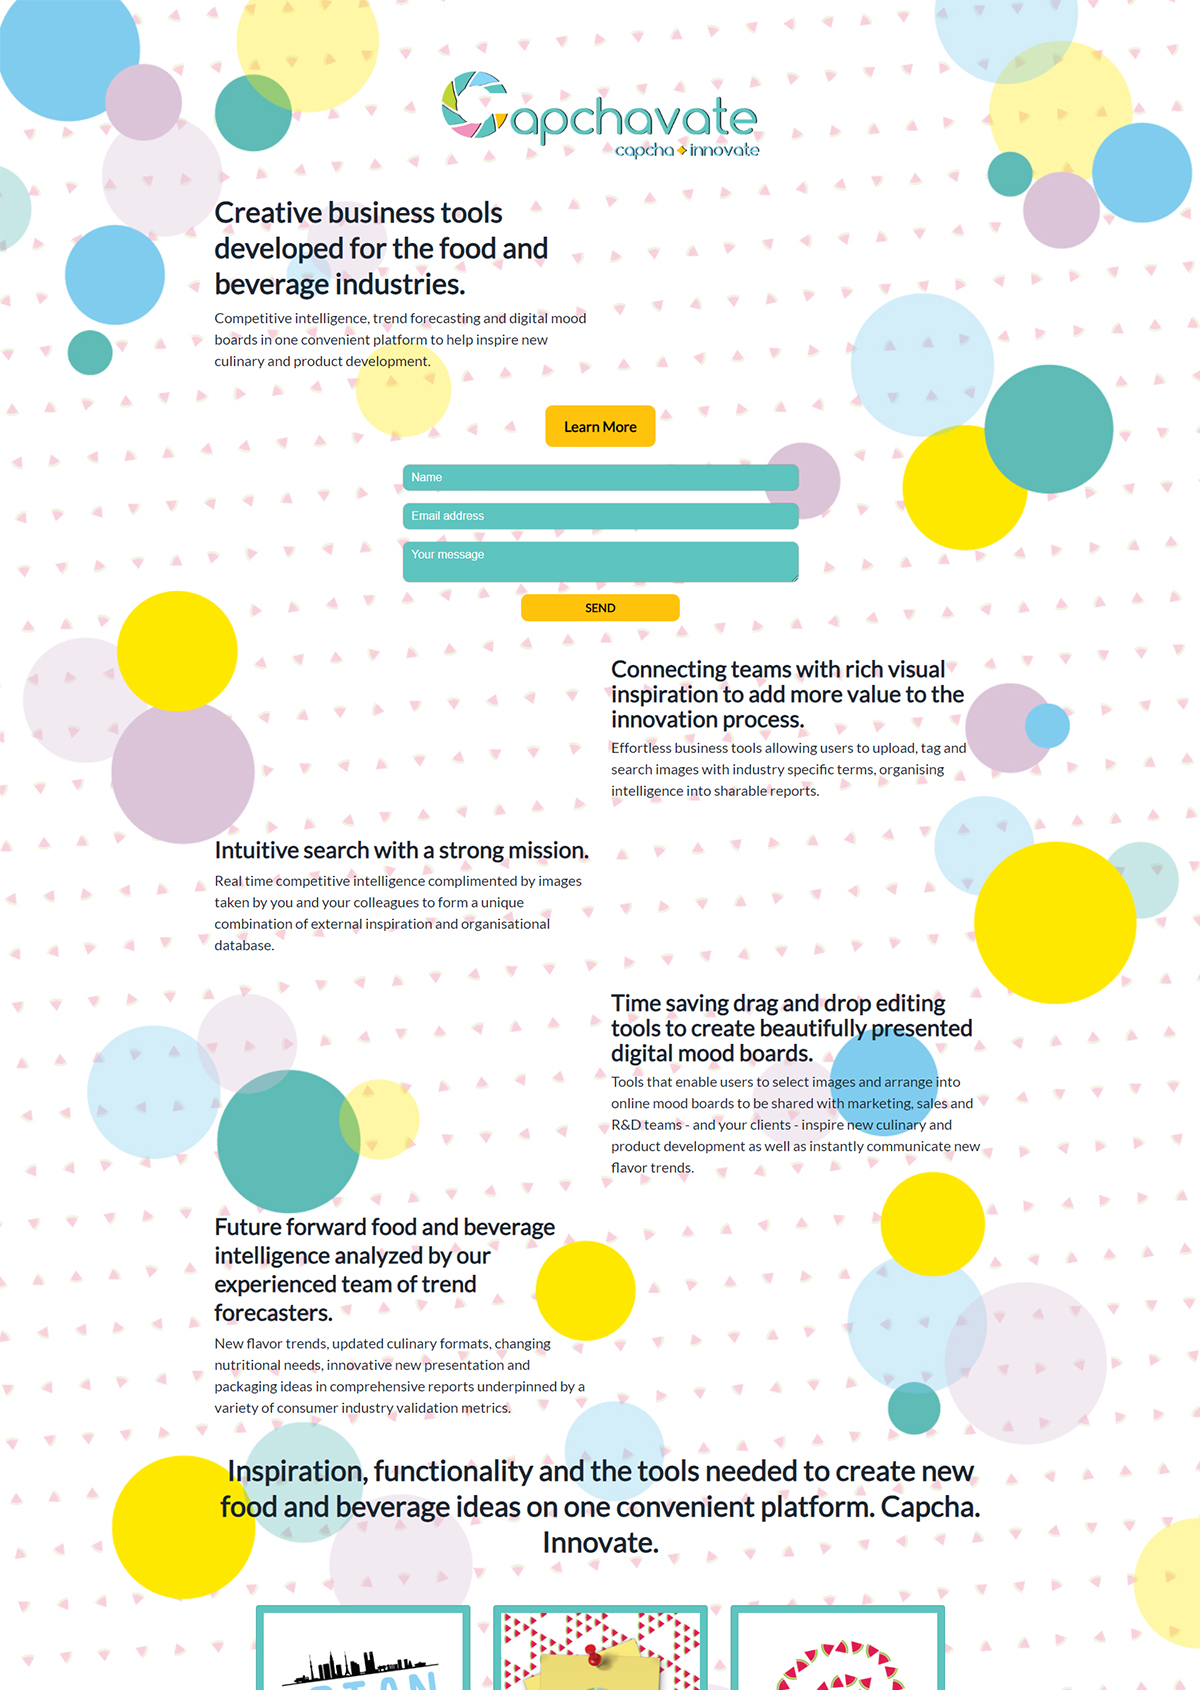 Capchavate
capcha innovate
Creative business tools
developed for the food and
beverage industries.
Competitive intelligence, trend forecasting and digital mood
boards in one convenient platform to help inspire new
culinary and product development.
Learn More
Name
Email address
Your message
SEND
Connecting teams with rich visual
inspiration to add more value to the
innovation process.
Effortless business tools allowing users to upload, tag and
search images with industry specific terms, organising
intelligence into sharable reports.
Intuitive search with a strong mission.
Real time competitive intelligence complimented by images
taken by you and your colleagues to form a unique
combination of external inspiration and organisational
database.
Time saving drag and drop editing
tools to create beautifully presented
digital mood boards.
Tools that enable users to select images and arrange into
online mood boards to be shared with marketing, sales and
R&D teams - and your clients - inspire new culinary and
product development as well as instantly communicate new
flavor trends.
Future forward food and beverage
intelligence analyzed by our
experienced team of trend
forecasters.
New flavor trends, updated culinary formats, changing
nutritional needs, innovative new presentation and
packaging ideas in comprehensive reports underpinned by a
variety of consumer industry validation metrics.
Inspiration, functionality and the tools needed to create new
food and beverage ideas on one convenient platform. Capcha.
Innovate.